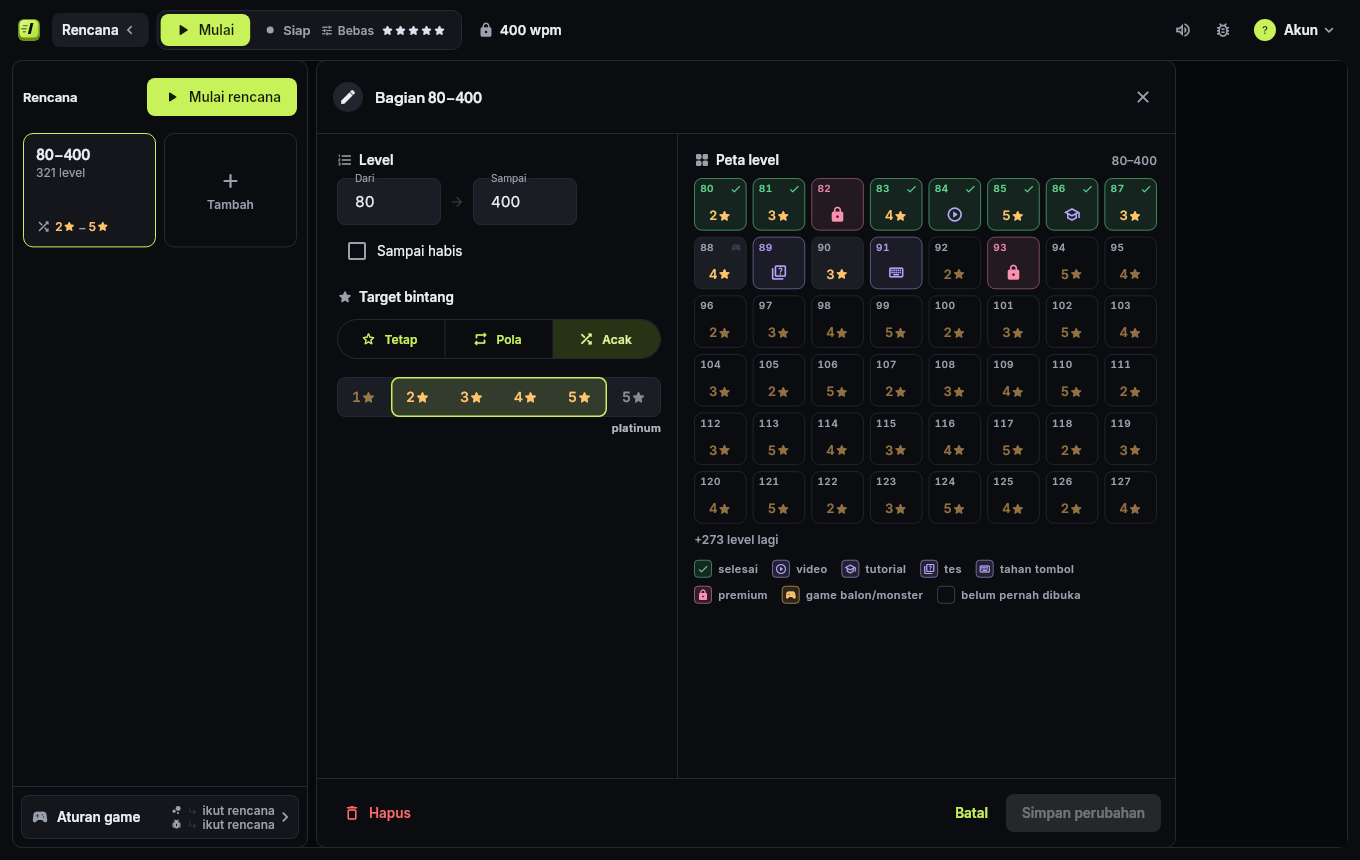 Rencana
Mulai
Siap
Bebas
400 wpm
?
Akun
Rencana
Mulai rencana
80–400
321 level
2 – 5
Tambah
Aturan game
ikut rencana
ikut rencana
Bagian 80–400
Level
Dari
80
Sampai
400
Sampai habis
Target bintang
Tetap
Pola
Acak
1 2 3 4 5 5
platinum
Peta level
80–400
80 81 82 83 84 85 86 87
2 3 4 5 3
88 89 90 91 92 93 94 95
4 3 2 5 4
96 97 98 99 100 101 102 103
2 3 4 5 2 3 5 4
104 105 106 107 108 109 110 111
3 2 5 2 3 4 5 2
112 113 114 115 116 117 118 119
3 5 4 3 4 5 2 3
120 121 122 123 124 125 126 127
4 5 2 3 5 4 2 4
+273 level lagi
selesai video tutorial tes tahan tombol
premium game balon/monster belum pernah dibuka
Hapus
Batal
Simpan perubahan